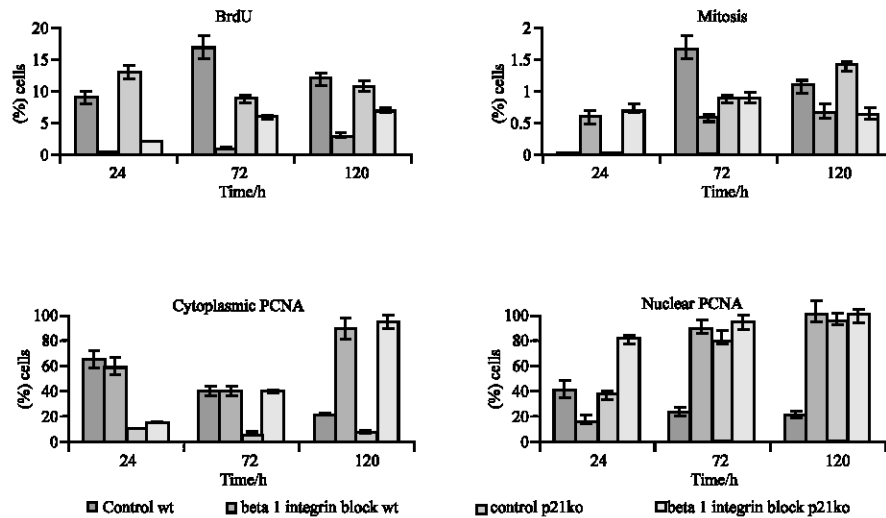 BrdU
(%) cells
20
15
10
5
0
24 72 120
Time/h
Mitosis
(%) cells
2
1.5
1
0.5
0
24 72 120
Time/h
Cytoplasmic PCNA
(%) cells
100
80
60
40
20
0
24 72 120
Time/h
Nuclear PCNA
(%) cells
100
80
60
40
20
0
24 72 120
Time/h
Control wt beta 1 integrin block wt control p21ko beta 1 integrin block p21ko